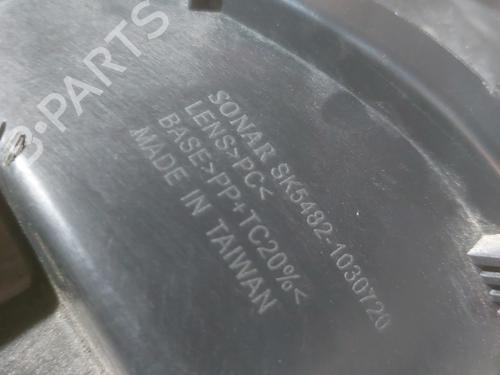 B-PARTS
SONAR SK5482-1030T20
LENS>PC<
BASE>PP+TC20%<
MADE IN TAIWAN